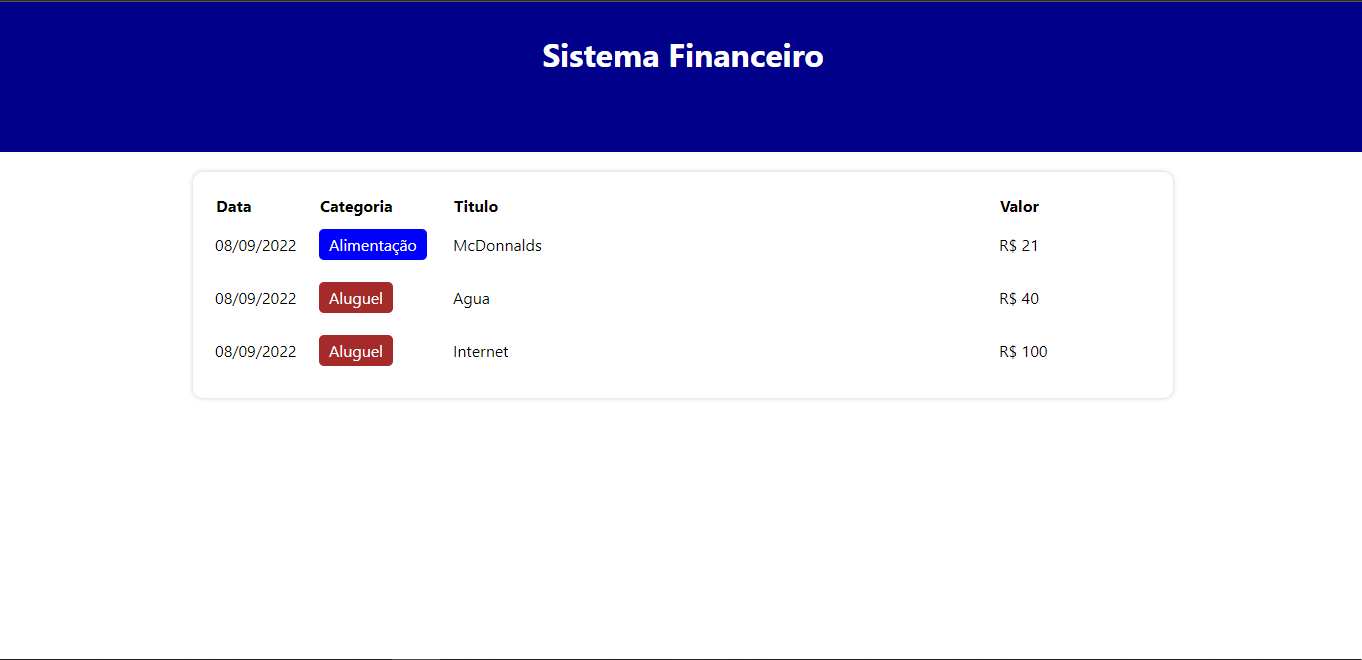 Sistema Financeiro
Data Categoria Titulo Valor
08/09/2022 Alimentação McDonnalds R$ 21
08/09/2022 Aluguel Agua R$ 40
08/09/2022 Aluguel Internet R$ 100